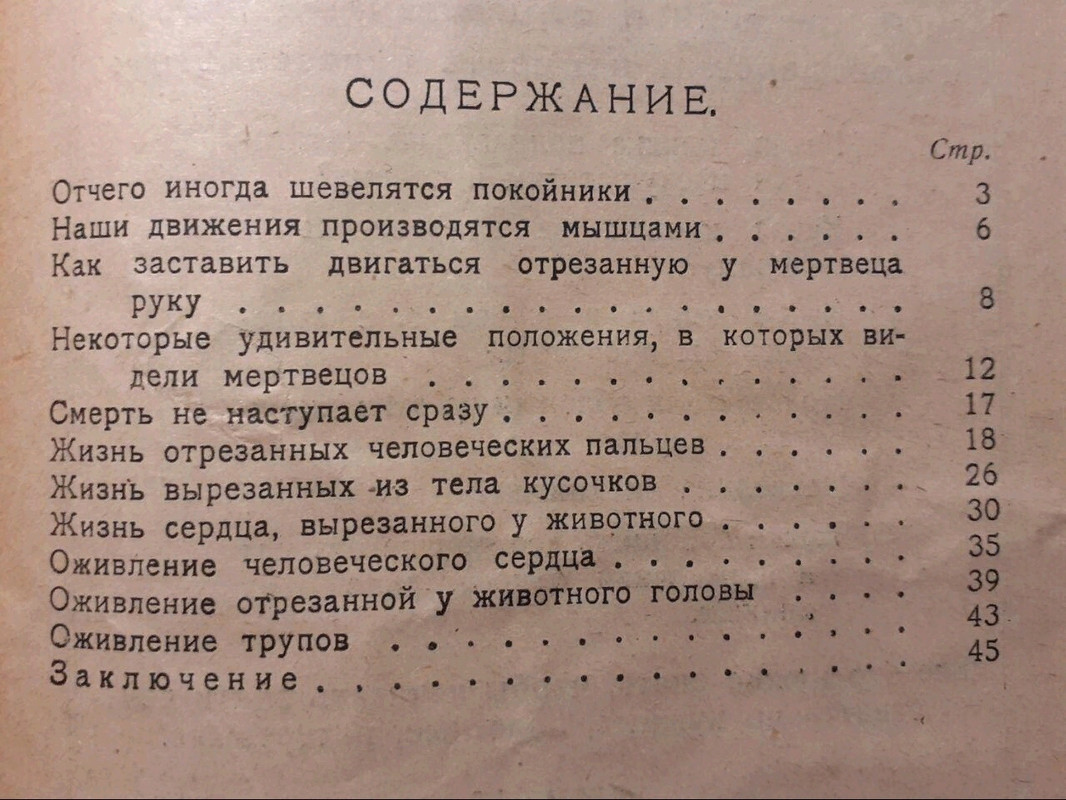 СОДЕРЖАНИЕ.
Стр.
Отчего иногда шевелятся покойники . . . . . . . . 3
Наши движения производятся мышцами . . . . . . 6
Как заставить двигаться отрезанную у мертвеца
руку . . . . . . . . . . . . . . . . . . 8
Некоторые удивительные положения, в которых ви-
дели мертвецов . . . . . . . . . . . . . 12
Смерть не наступает сразу . . . . . . . . . . . 17
Жизнь отрезанных человеческих пальцев . . . . . . 18
Жизнь вырезанных из тела кусочков . . . . . . . 26
Жизнь сердца, вырезанного у животного . . . . . . 30
Оживление человеческого сердца . . . . . . . . . 35
Оживление отрезанной у животного головы . . . . 39
Оживление трупов . . . . . . . . . . . . . . 43
Заключение . . . . . . . . . . . . . . . . 45